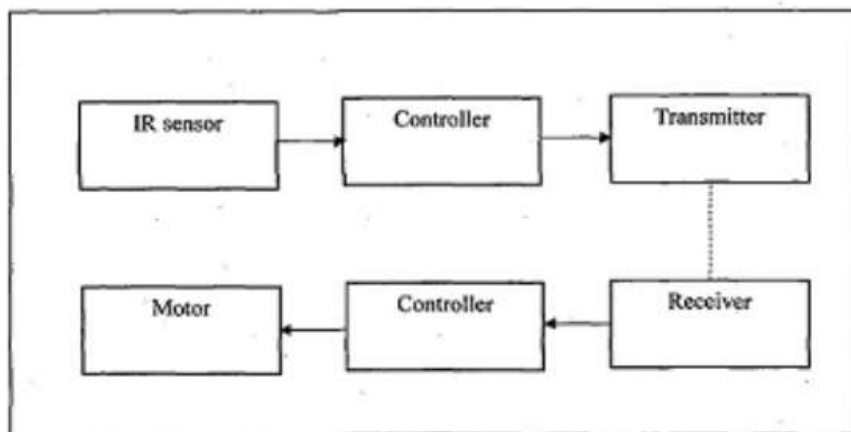 IR sensor
Controller
Transmitter
Motor
Controller
Receiver